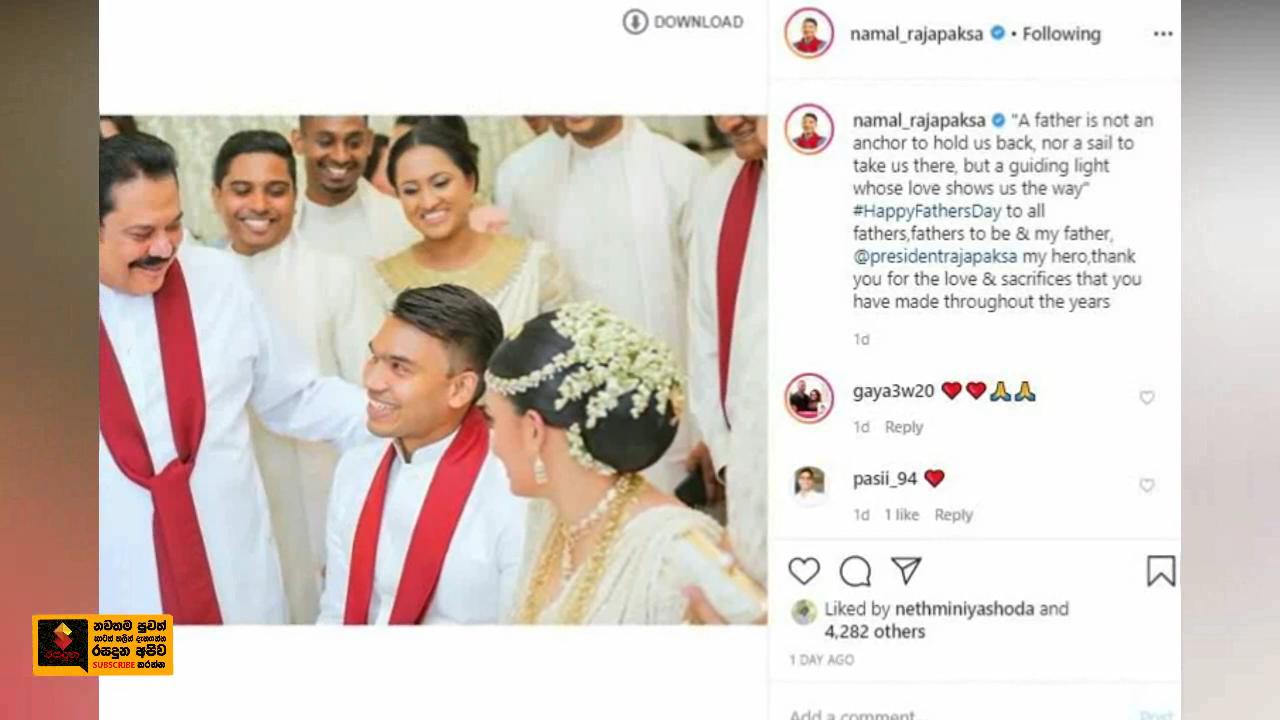 DOWNLOAD
namal_rajapaksa • Following
namal_rajapaksa "A father is not an
anchor to hold us back, nor a sail to
take us there, but a guiding light
whose love shows us the way"
#HappyFathersDay to all
fathers,fathers to be & my father,
@presidentrajapaksa my hero,thank
you for the love & sacrifices that you
have made throughout the years
1d
gaya3w20 ❤️❤️🙏🙏
1d Reply
pasii_94 ❤️
1d 1 like Reply
Liked by nethminiyashoda and
4,282 others
1 DAY AGO
Add a comment...
Post
නවතම පුවත්
රසදුන අපිව
SUBSCRIBE කරන්න